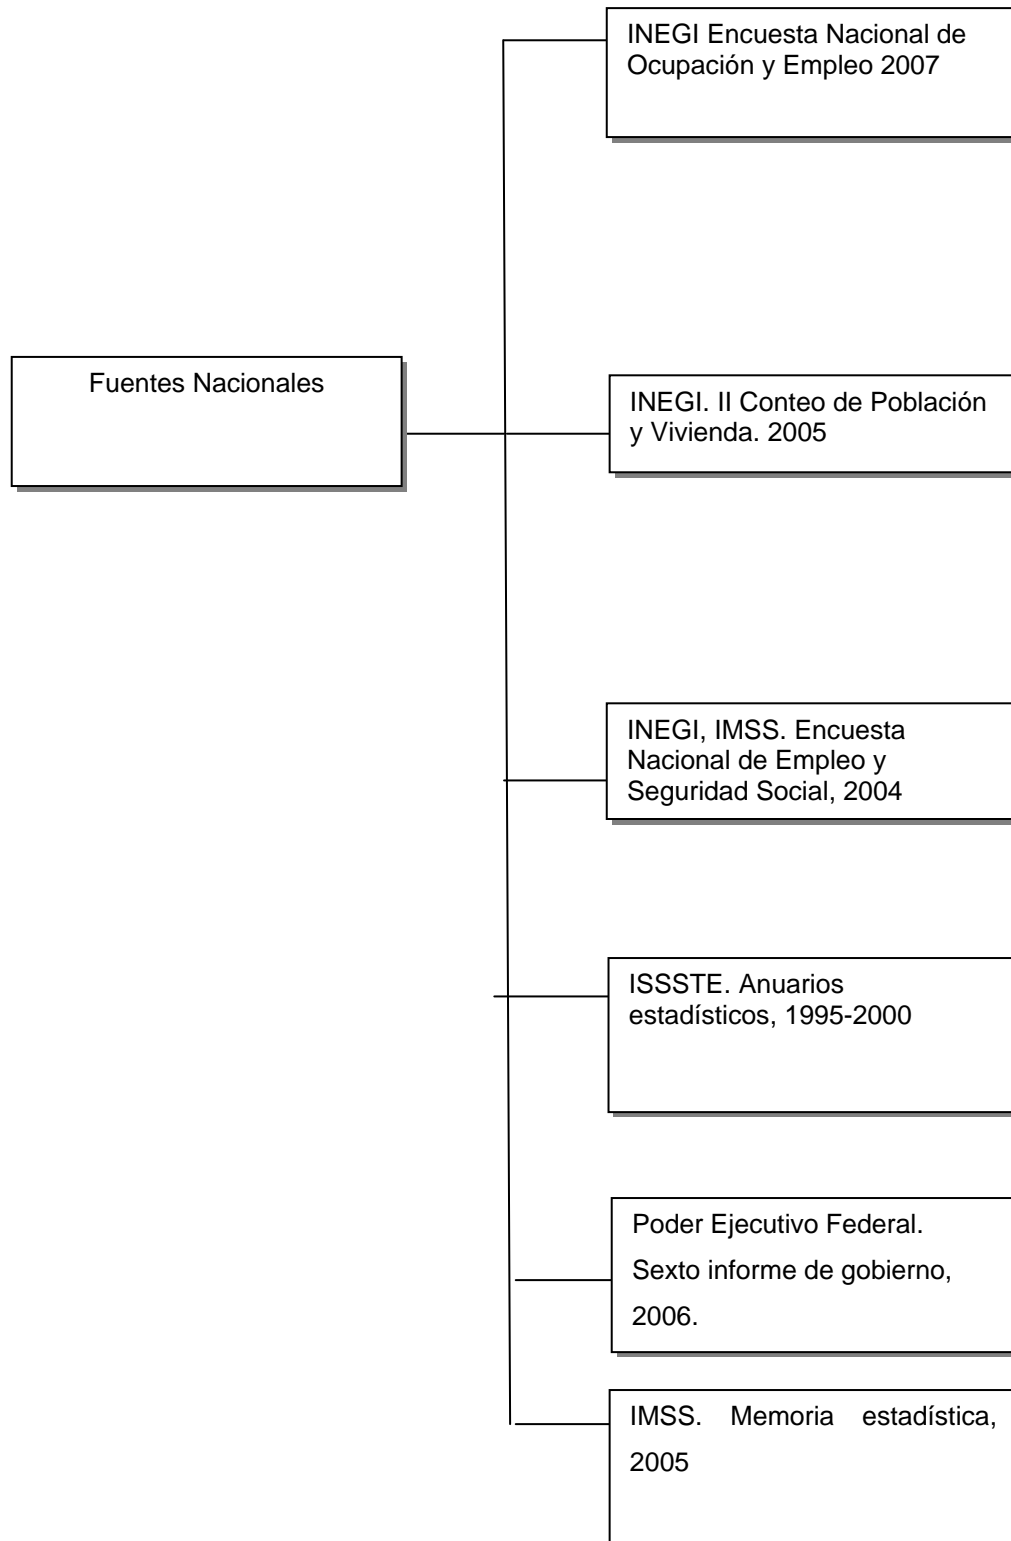 INEGI Encuesta Nacional de
Ocupación y Empleo 2007
Fuentes Nacionales
INEGI. II Conteo de Población
y Vivienda. 2005
INEGI, IMSS. Encuesta
Nacional de Empleo y
Seguridad Social, 2004
ISSSTE. Anuarios
estadísticos, 1995-2000
Poder Ejecutivo Federal.
Sexto informe de gobierno,
2006.
IMSS. Memoria estadística,
2005